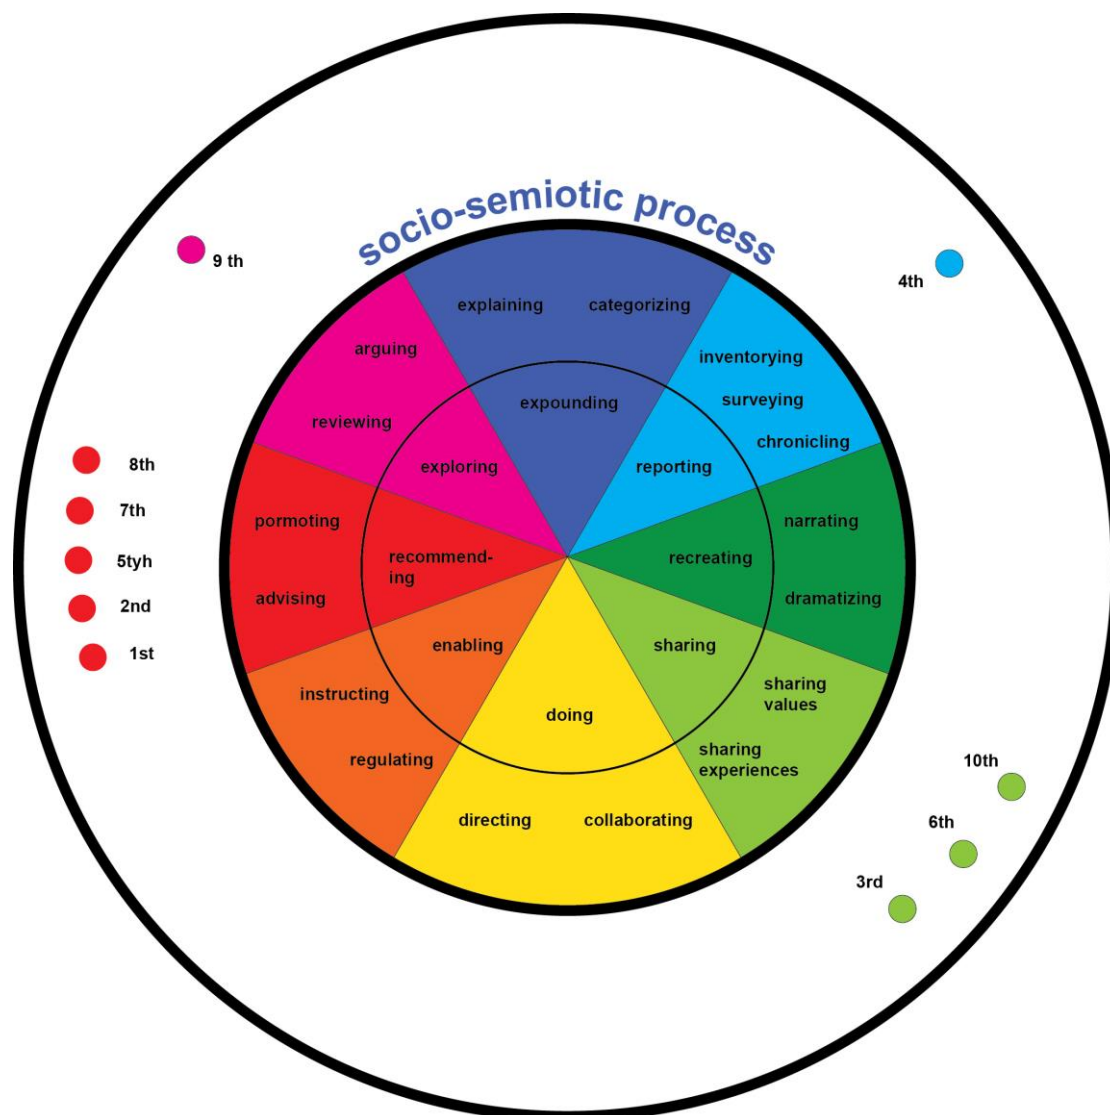 socio-semiotic process
9 th
4th
explaining
categorizing
arguing
inventorying
surveying
reviewing
expounding
chronicling
exploring
reporting
8th
7th
5tyh
2nd
1st
pormoting
recommend-
ing
advising
narrating
recreating
dramatizing
enabling
sharing
instructing
sharing
values
doing
regulating
sharing
experiences
directing
collaborating
10th
6th
3rd